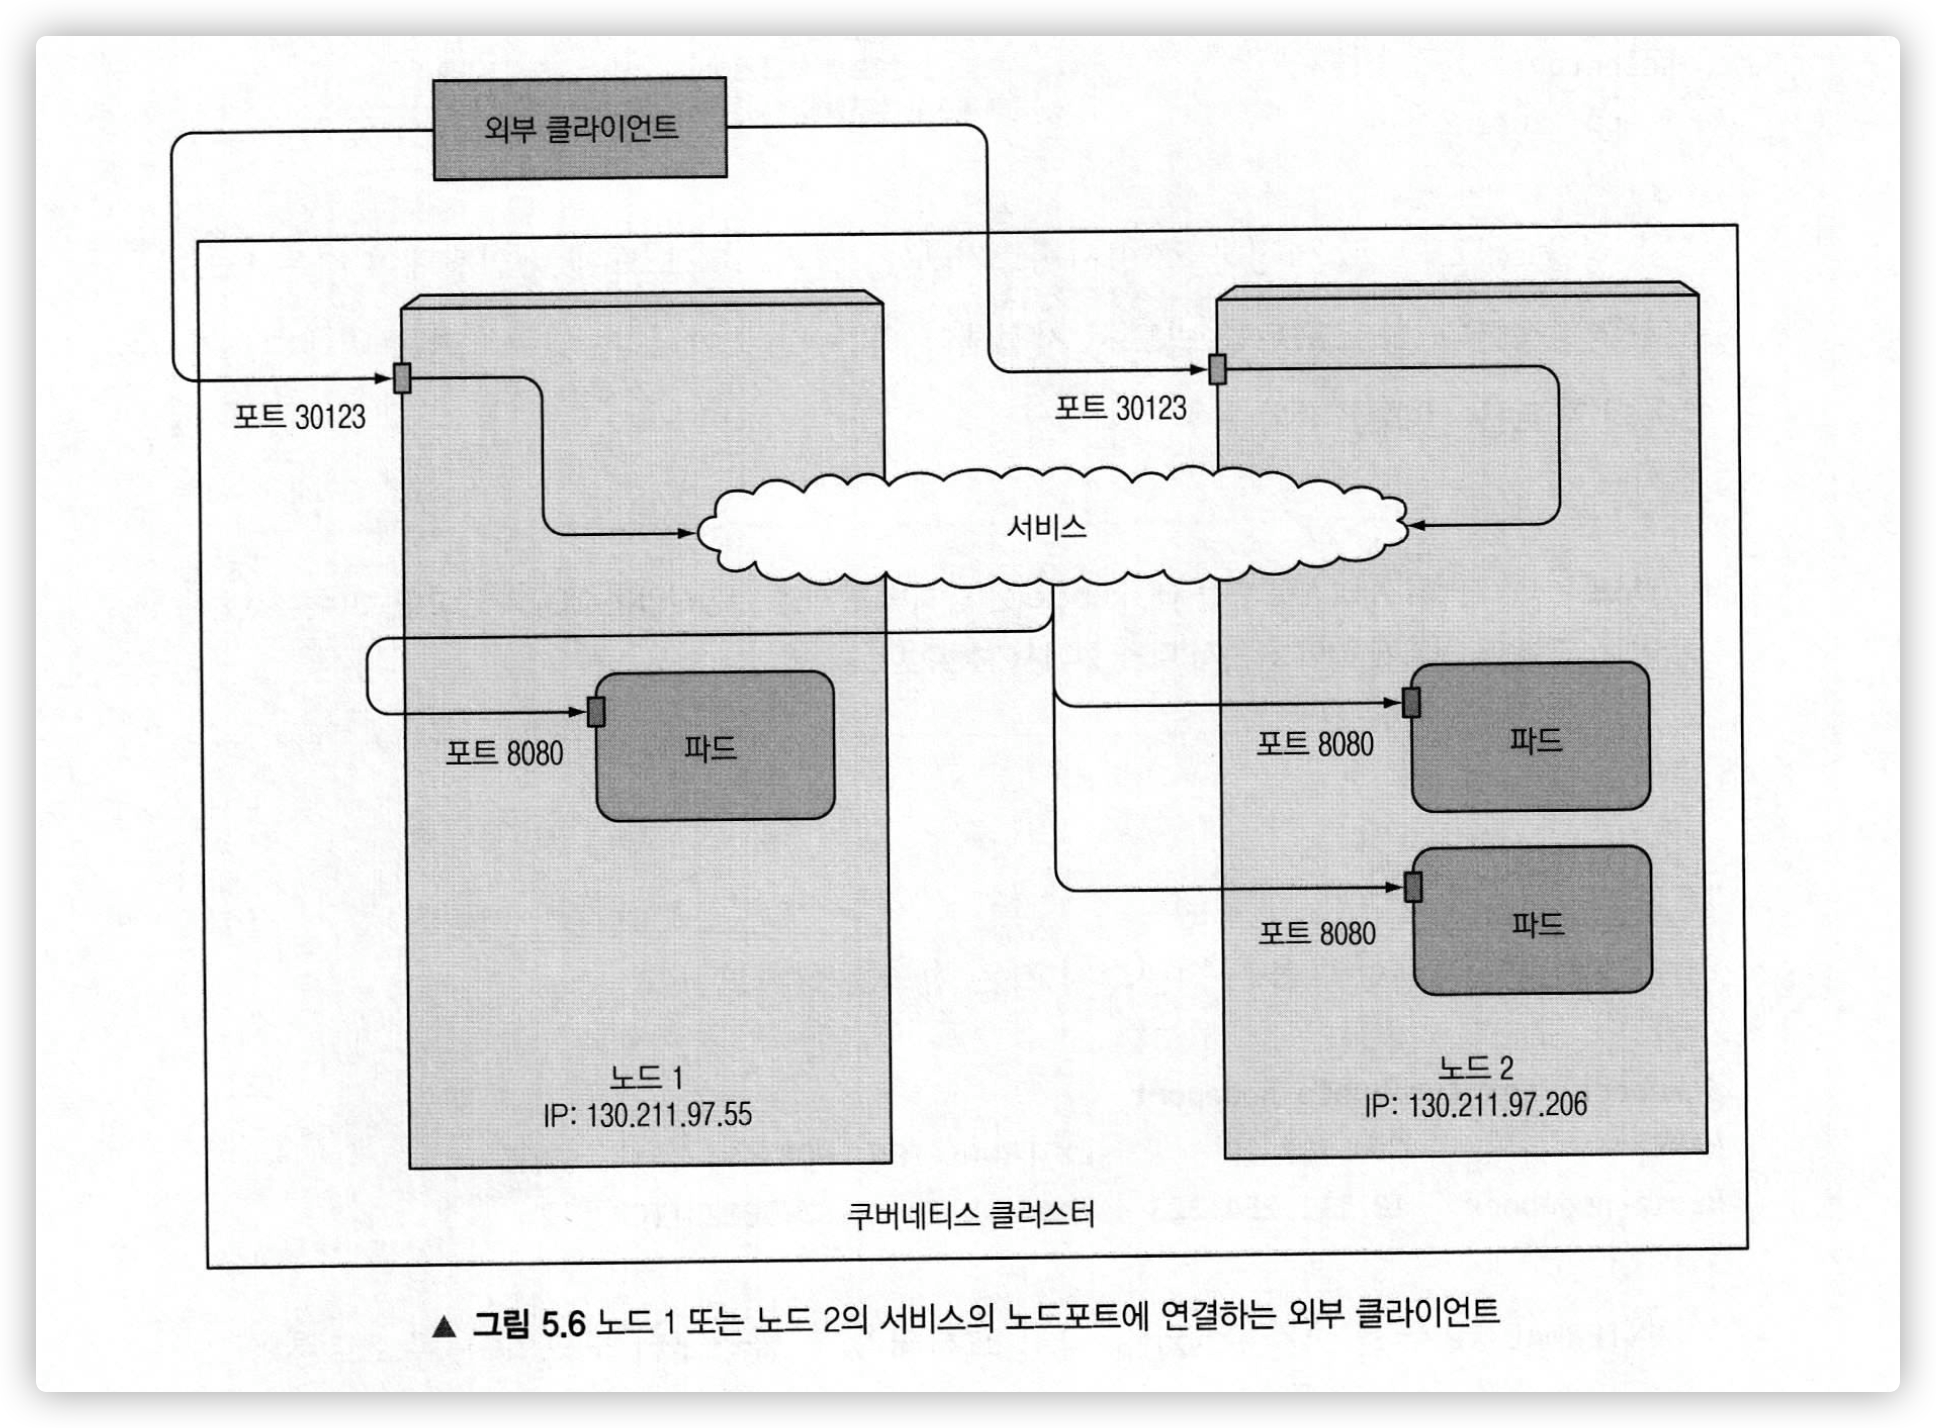 외부 클라이언트
포트 30123
포트 30123
서비스
포트 8080
파드
포트 8080
파드
포트 8080
파드
노드 1
IP: 130.211.97.55
노드 2
IP: 130.211.97.206
쿠버네티스 클러스터
▲ 그림 5.6 노드 1 또는 노드 2의 서비스의 노드포트에 연결하는 외부 클라이언트